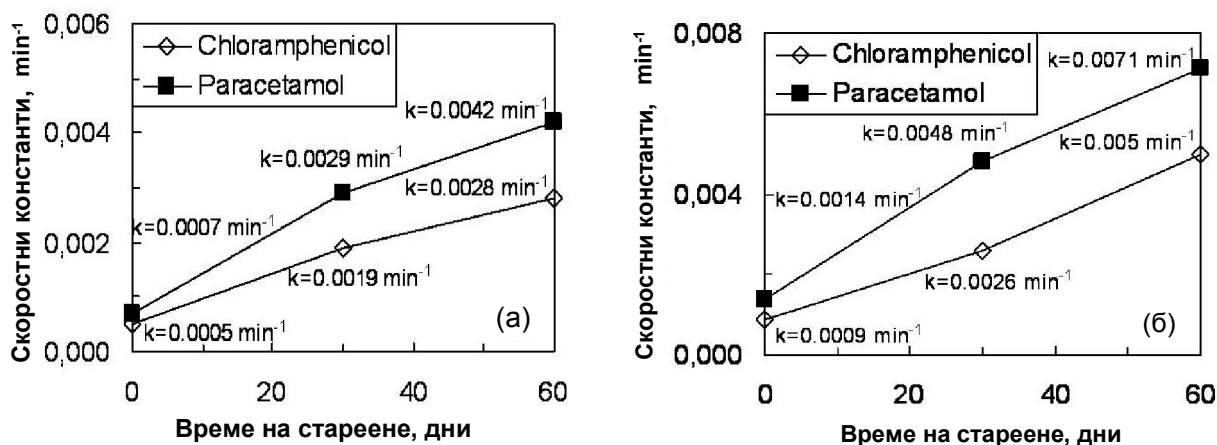 Скоростни константи, min⁻¹
0,006
0,004
0,002
0,000
Chloramphenicol
Paracetamol
k=0.0042 min⁻¹
k=0.0029 min⁻¹
k=0.0028 min⁻¹
k=0.0007 min⁻¹
k=0.0019 min⁻¹
k=0.0005 min⁻¹
(а)
0 20 40 60
Време на стареене, дни
Скоростни константи, min⁻¹
0,008
0,004
0,000
Chloramphenicol
Paracetamol
k=0.0071 min⁻¹
k=0.0048 min⁻¹
k=0.005 min⁻¹
k=0.0014 min⁻¹
k=0.0026 min⁻¹
k=0.0009 min⁻¹
(б)
0 20 40 60
Време на стареене, дни